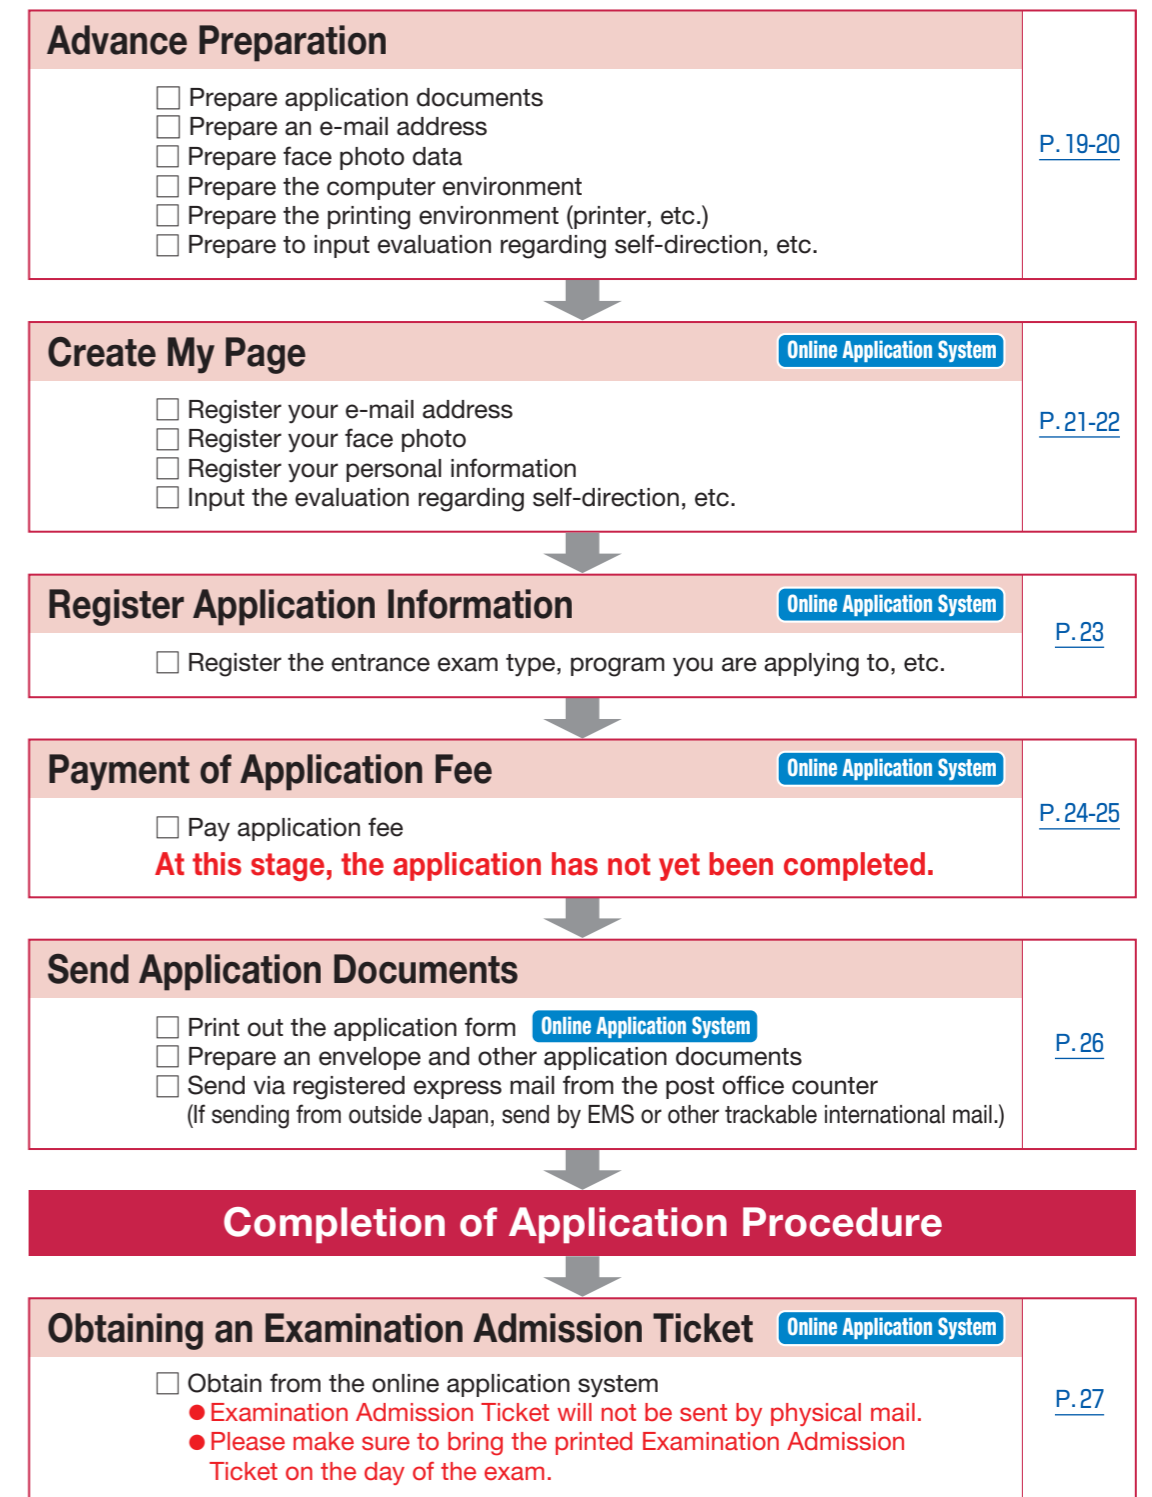 Advance Preparation
□ Prepare application documents
□ Prepare an e-mail address
□ Prepare face photo data
□ Prepare the computer environment
□ Prepare the printing environment (printer, etc.)
□ Prepare to input evaluation regarding self-direction, etc.
P. 19-20
Create My Page Online Application System
□ Register your e-mail address
□ Register your face photo
□ Register your personal information
□ Input the evaluation regarding self-direction, etc.
P. 21-22
Register Application Information Online Application System
□ Register the entrance exam type, program you are applying to, etc.
P. 23
Payment of Application Fee Online Application System
□ Pay application fee
At this stage, the application has not yet been completed.
P. 24-25
Send Application Documents
□ Print out the application form Online Application System
□ Prepare an envelope and other application documents
□ Send via registered express mail from the post office counter
(If sending from outside Japan, send by EMS or other trackable international mail.)
P. 26
Completion of Application Procedure
Obtaining an Examination Admission Ticket Online Application System
□ Obtain from the online application system
● Examination Admission Ticket will not be sent by physical mail.
● Please make sure to bring the printed Examination Admission
Ticket on the day of the exam.
P. 27